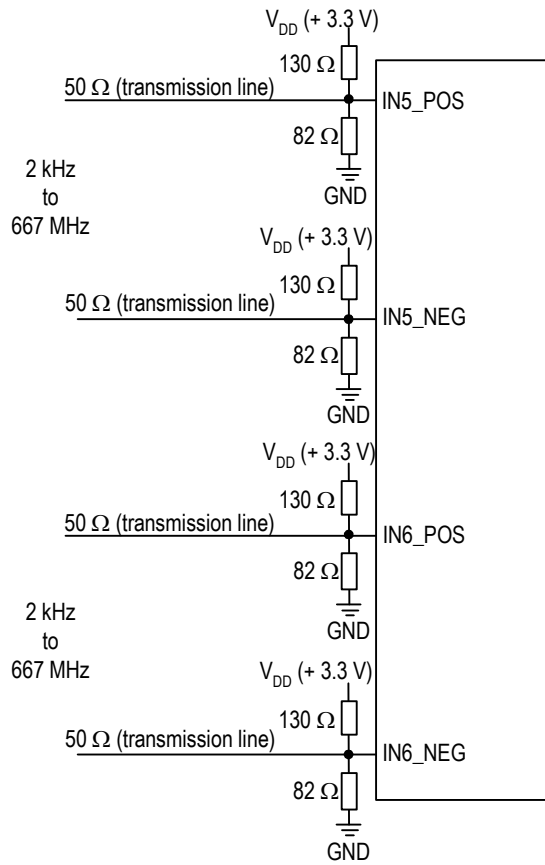 V_DD (+ 3.3 V)
130 Ω
50 Ω (transmission line)
IN5_POS
82 Ω
GND
2 kHz
to
667 MHz
V_DD (+ 3.3 V)
130 Ω
50 Ω (transmission line)
IN5_NEG
82 Ω
GND
V_DD (+ 3.3 V)
130 Ω
50 Ω (transmission line)
IN6_POS
82 Ω
GND
2 kHz
to
667 MHz
V_DD (+ 3.3 V)
130 Ω
50 Ω (transmission line)
IN6_NEG
82 Ω
GND